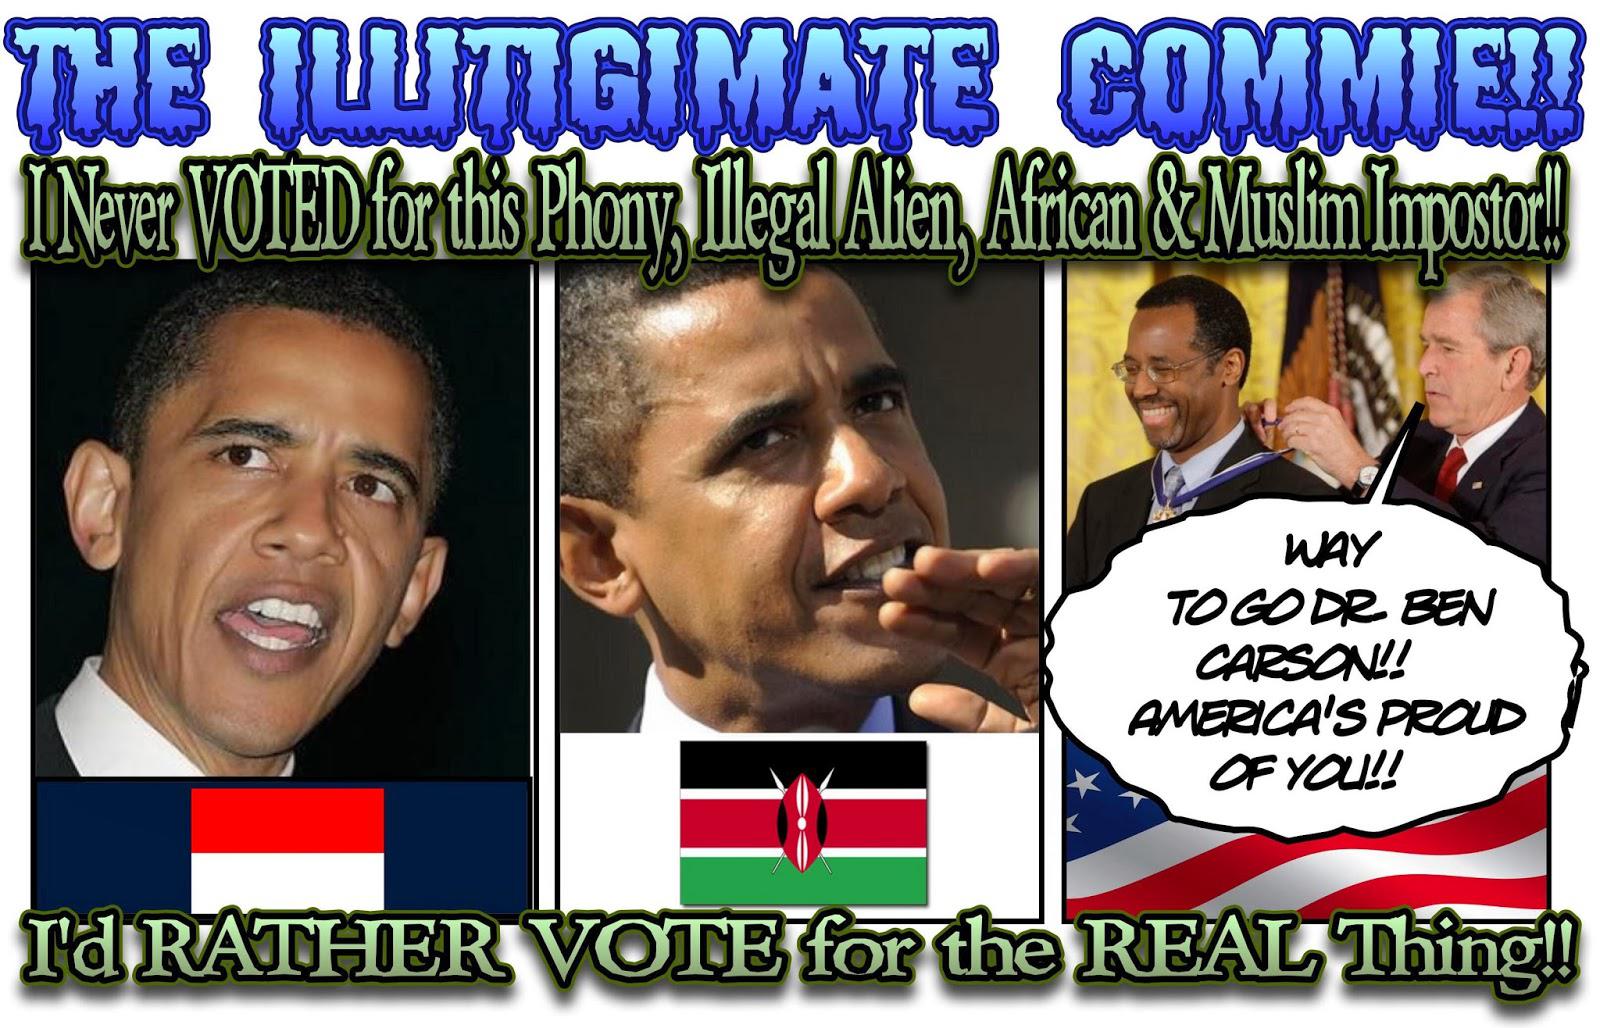 THE ILLITIGIMATE COMMIE!!
I Never VOTED for this Phony, Illegal Alien, African & Muslim Impostor!!
WAY
TO GO DR. BEN
CARSON!!
AMERICA'S PROUD
OF YOU!!
I'd RATHER VOTE for the REAL Thing!!